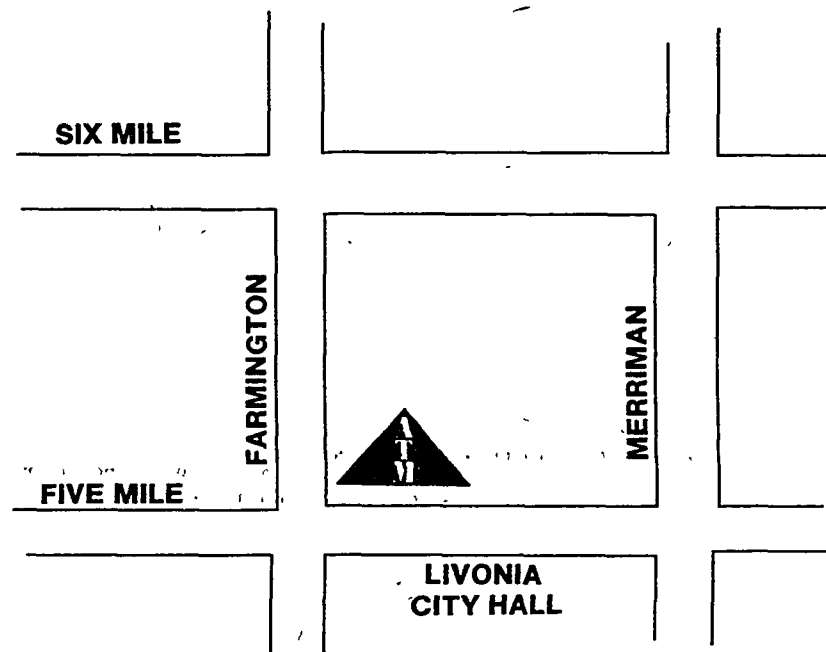 SIX MILE
FARMINGTON
MERRIMAN
ATM
FIVE MILE
LIVONIA
CITY HALL